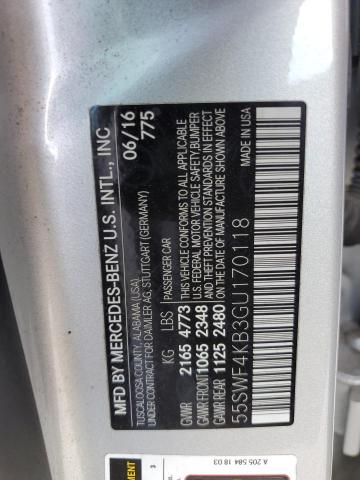 MFD BY MERCEDES-BENZ U.S. INTL., INC
TUSCALOOSA COUNTY, ALABAMA (USA)
UNDER CONTRACT FOR DAIMLER AG, STUTTGART (GERMANY)
06/16
775
KG LBS PASSENGER CAR
GVWR 2165 4773
GAWR FRONT 1065 2348
GAWR REAR 1125 2480
THIS VEHICLE CONFORMS TO ALL APPLICABLE
U.S. FEDERAL MOTOR VEHICLE SAFETY, BUMPER
AND THEFT PREVENTION STANDARDS IN EFFECT
ON THE DATE OF MANUFACTURE SHOWN ABOVE
55SWF4KB3GU170118
A 205 584 18 03
3